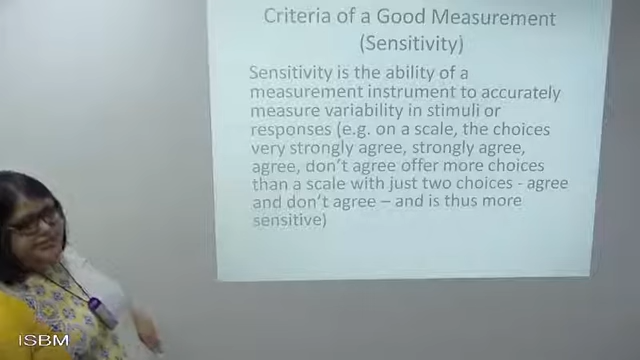 Criteria of a Good Measurement
(Sensitivity)
Sensitivity is the ability of a
measurement instrument to accurately
measure variability in stimuli or
responses (e.g. on a scale, the choices
very strongly agree, strongly agree,
agree, don't agree offer more choices
than a scale with just two choices - agree
and don't agree – and is thus more
sensitive)
ISBM